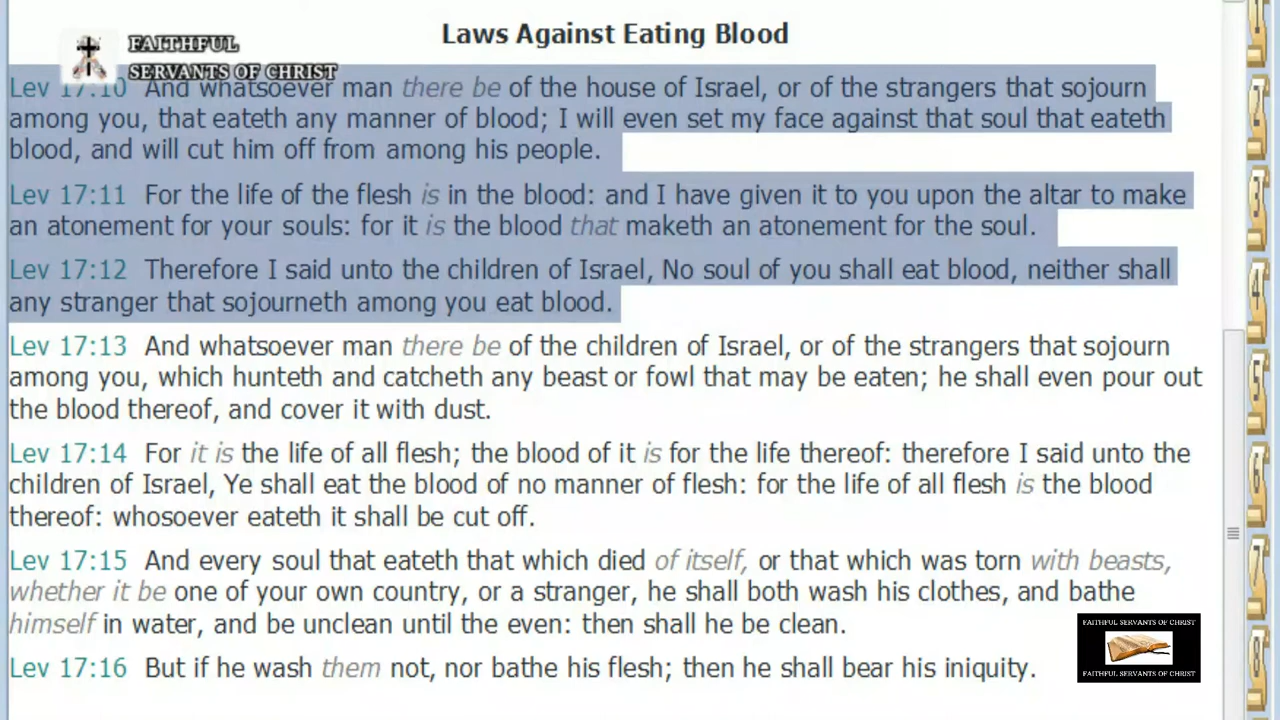 Laws Against Eating Blood
FAITHFUL
SERVANTS OF CHRIST
Lev 17:10 And whatsoever man there be of the house of Israel, or of the strangers that sojourn
among you, that eateth any manner of blood; I will even set my face against that soul that eateth
blood, and will cut him off from among his people.
Lev 17:11 For the life of the flesh is in the blood: and I have given it to you upon the altar to make
an atonement for your souls: for it is the blood that maketh an atonement for the soul.
Lev 17:12 Therefore I said unto the children of Israel, No soul of you shall eat blood, neither shall
any stranger that sojourneth among you eat blood.
Lev 17:13 And whatsoever man there be of the children of Israel, or of the strangers that sojourn
among you, which hunteth and catcheth any beast or fowl that may be eaten; he shall even pour out
the blood thereof, and cover it with dust.
Lev 17:14 For it is the life of all flesh; the blood of it is for the life thereof: therefore I said unto the
children of Israel, Ye shall eat the blood of no manner of flesh: for the life of all flesh is the blood
thereof: whosoever eateth it shall be cut off.
Lev 17:15 And every soul that eateth that which died of itself, or that which was torn with beasts,
whether it be one of your own country, or a stranger, he shall both wash his clothes, and bathe
himself in water, and be unclean until the even: then shall he be clean.
Lev 17:16 But if he wash them not, nor bathe his flesh; then he shall bear his iniquity.
FAITHFUL SERVANTS OF CHRIST
FAITHFUL SERVANTS OF CHRIST
2
3
4
5
6
7
8